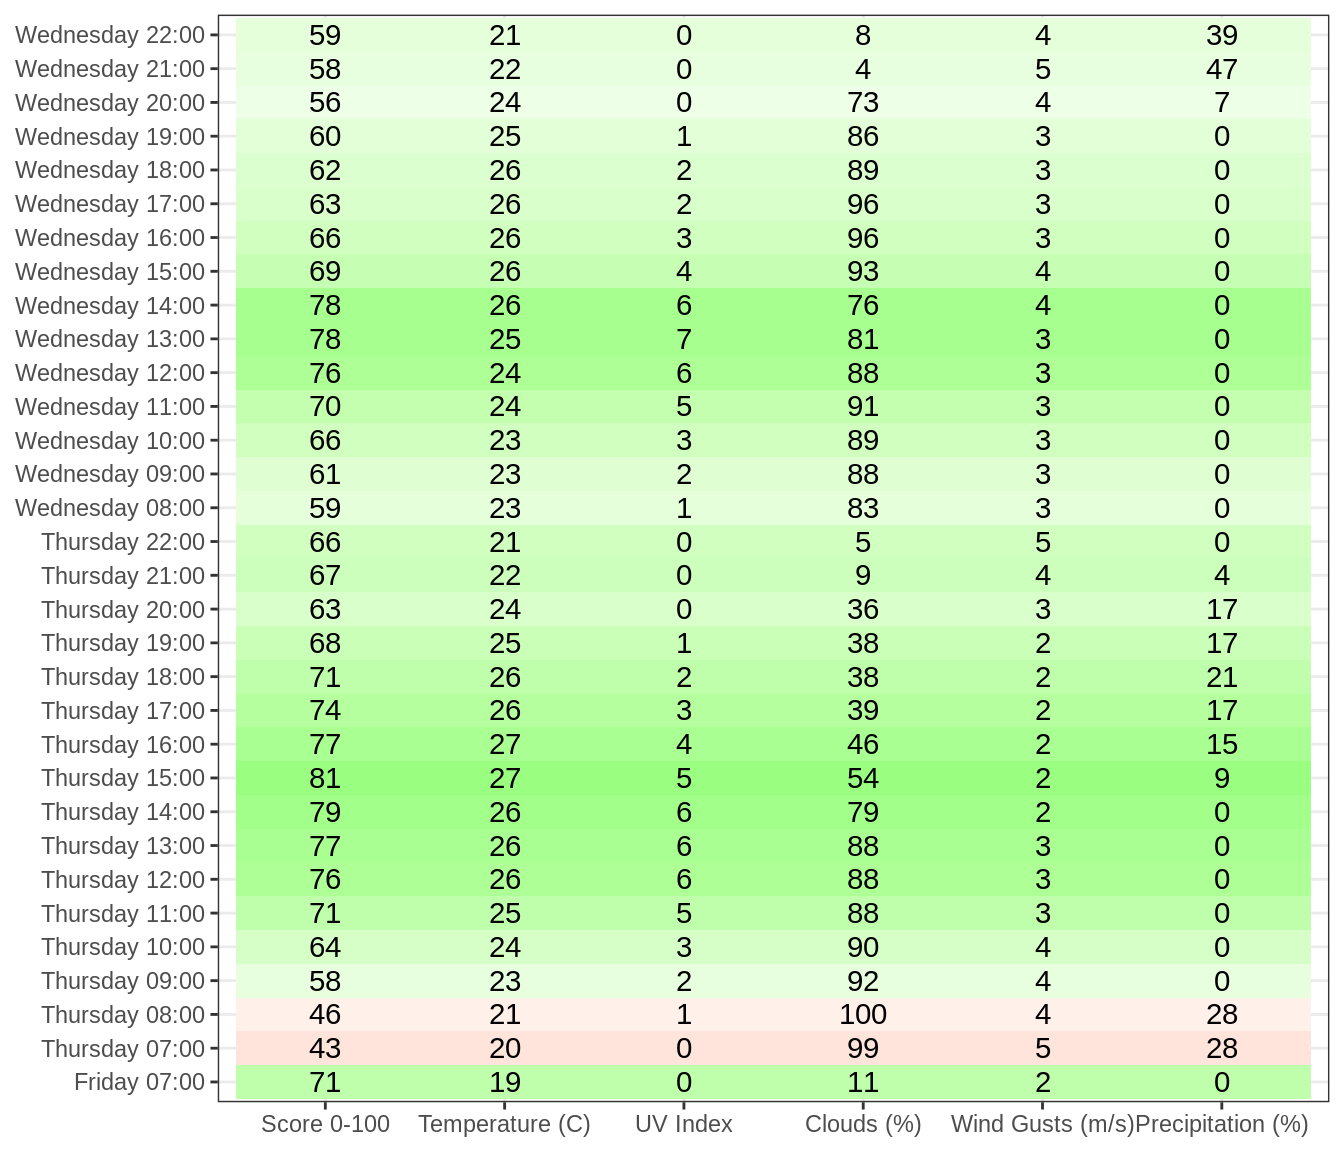 Wednesday 22:00 59 21 0 8 4 39
Wednesday 21:00 58 22 0 4 5 47
Wednesday 20:00 56 24 0 73 4 7
Wednesday 19:00 60 25 1 86 3 0
Wednesday 18:00 62 26 2 89 3 0
Wednesday 17:00 63 26 2 96 3 0
Wednesday 16:00 66 26 3 96 3 0
Wednesday 15:00 69 26 4 93 4 0
Wednesday 14:00 78 26 6 76 4 0
Wednesday 13:00 78 25 7 81 3 0
Wednesday 12:00 76 24 6 88 3 0
Wednesday 11:00 70 24 5 91 3 0
Wednesday 10:00 66 23 3 89 3 0
Wednesday 09:00 61 23 2 88 3 0
Wednesday 08:00 59 23 1 83 3 0
Thursday 22:00 66 21 0 5 5 0
Thursday 21:00 67 22 0 9 4 4
Thursday 20:00 63 24 0 36 3 17
Thursday 19:00 68 25 1 38 2 17
Thursday 18:00 71 26 2 38 2 21
Thursday 17:00 74 26 3 39 2 17
Thursday 16:00 77 27 4 46 2 15
Thursday 15:00 81 27 5 54 2 9
Thursday 14:00 79 26 6 79 2 0
Thursday 13:00 77 26 6 88 3 0
Thursday 12:00 76 26 6 88 3 0
Thursday 11:00 71 25 5 88 3 0
Thursday 10:00 64 24 3 90 4 0
Thursday 09:00 58 23 2 92 4 0
Thursday 08:00 46 21 1 100 4 28
Thursday 07:00 43 20 0 99 5 28
Friday 07:00 71 19 0 11 2 0
Score 0-100 Temperature (C) UV Index Clouds (%) Wind Gusts (m/s) Precipitation (%)